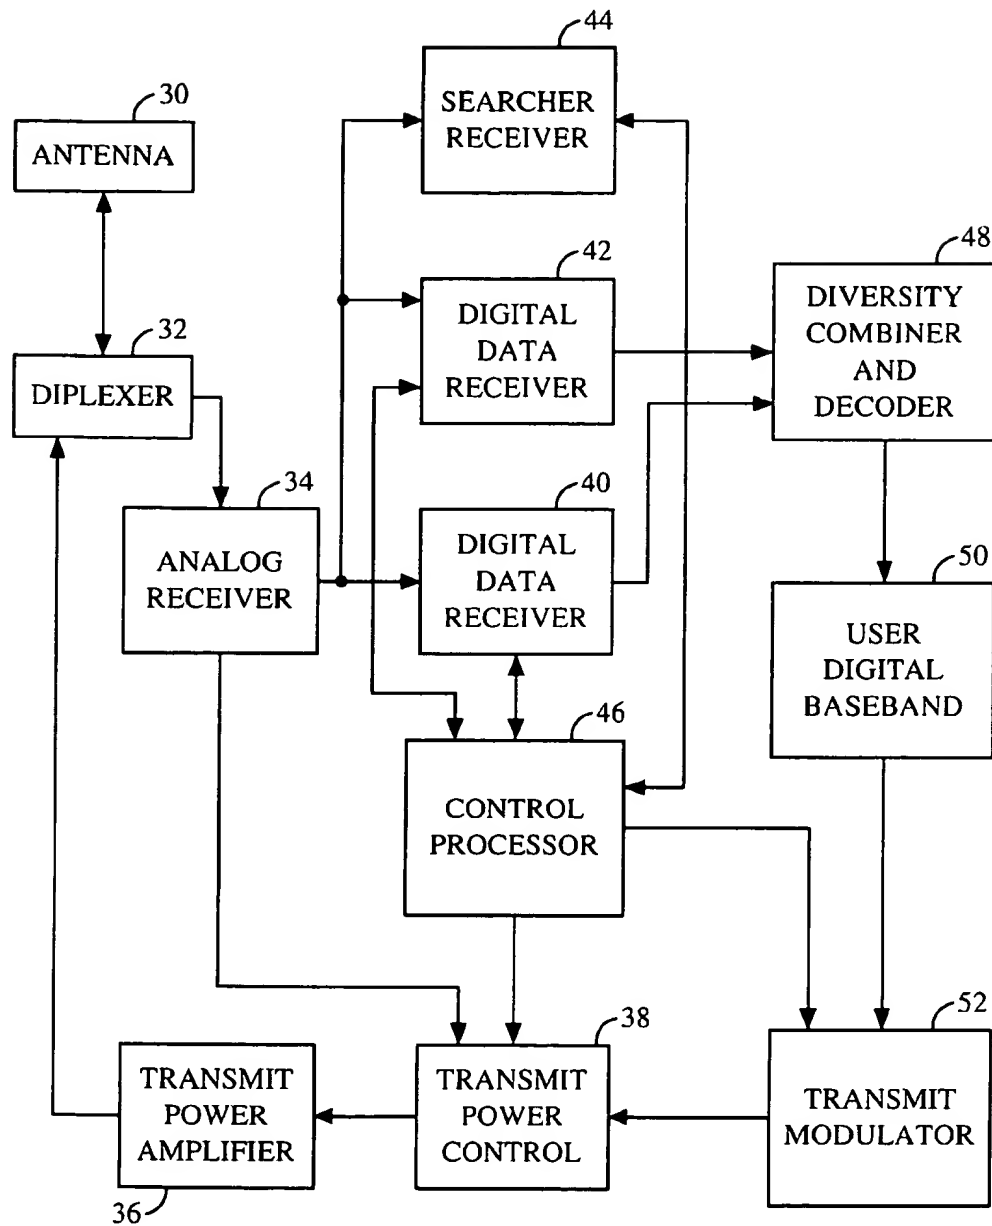 44
SEARCHER
RECEIVER
30
ANTENNA
42
DIGITAL
DATA
RECEIVER
48
DIVERSITY
COMBINER
AND
DECODER
32
DIPLEXER
34
ANALOG
RECEIVER
40
DIGITAL
DATA
RECEIVER
50
USER
DIGITAL
BASEBAND
46
CONTROL
PROCESSOR
38
TRANSMIT
POWER
CONTROL
52
TRANSMIT
MODULATOR
TRANSMIT
POWER
AMPLIFIER
36